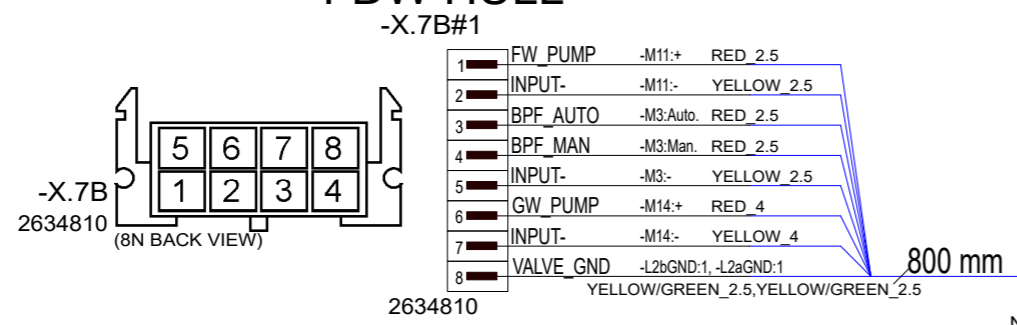 -X.7B#1
1 FW_PUMP -M11:+ RED_2.5
2 INPUT- -M11:- YELLOW_2.5
3 BPF_AUTO -M3:Auto. RED_2.5
4 BPF_MAN -M3:Man. RED_2.5
5 INPUT- -M3:- YELLOW_2.5
6 GW_PUMP -M14:+ RED_4
7 INPUT- -M14:- YELLOW_4
8 VALVE_GND -L2bGND:1, -L2aGND:1
YELLOW/GREEN_2.5,YELLOW/GREEN_2.5
800 mm
2634810
5 6 7 8
1 2 3 4
-X.7B
2634810
(8N BACK VIEW)